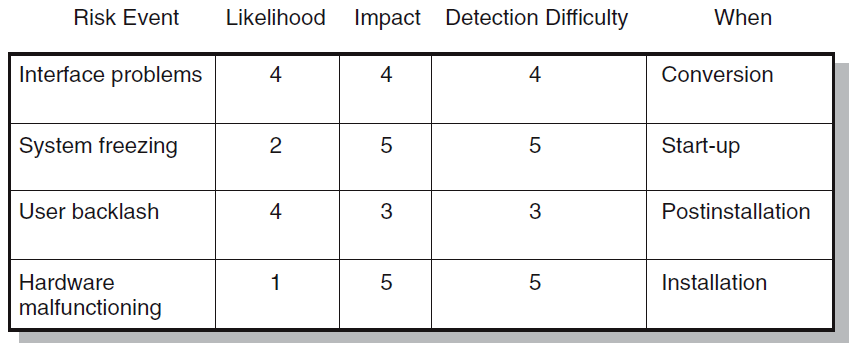 Risk Event Likelihood Impact Detection Difficulty When
Interface problems 4 4 4 Conversion
System freezing 2 5 5 Start-up
User backlash 4 3 3 Postinstallation
Hardware 1 5 5 Installation
malfunctioning